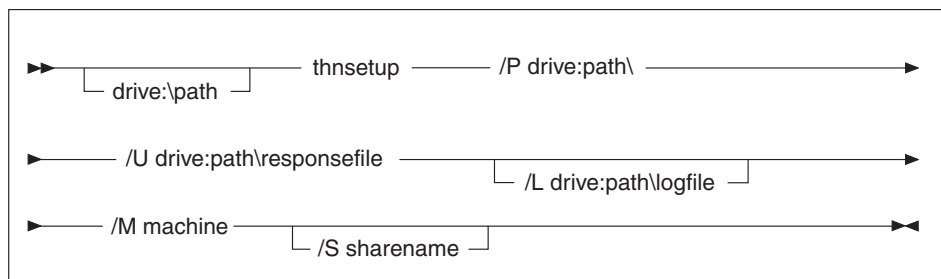 thnsetup /P drive:path\
drive:\path
/U drive:path\responsefile
/L drive:path\logfile
/M machine
/S sharename